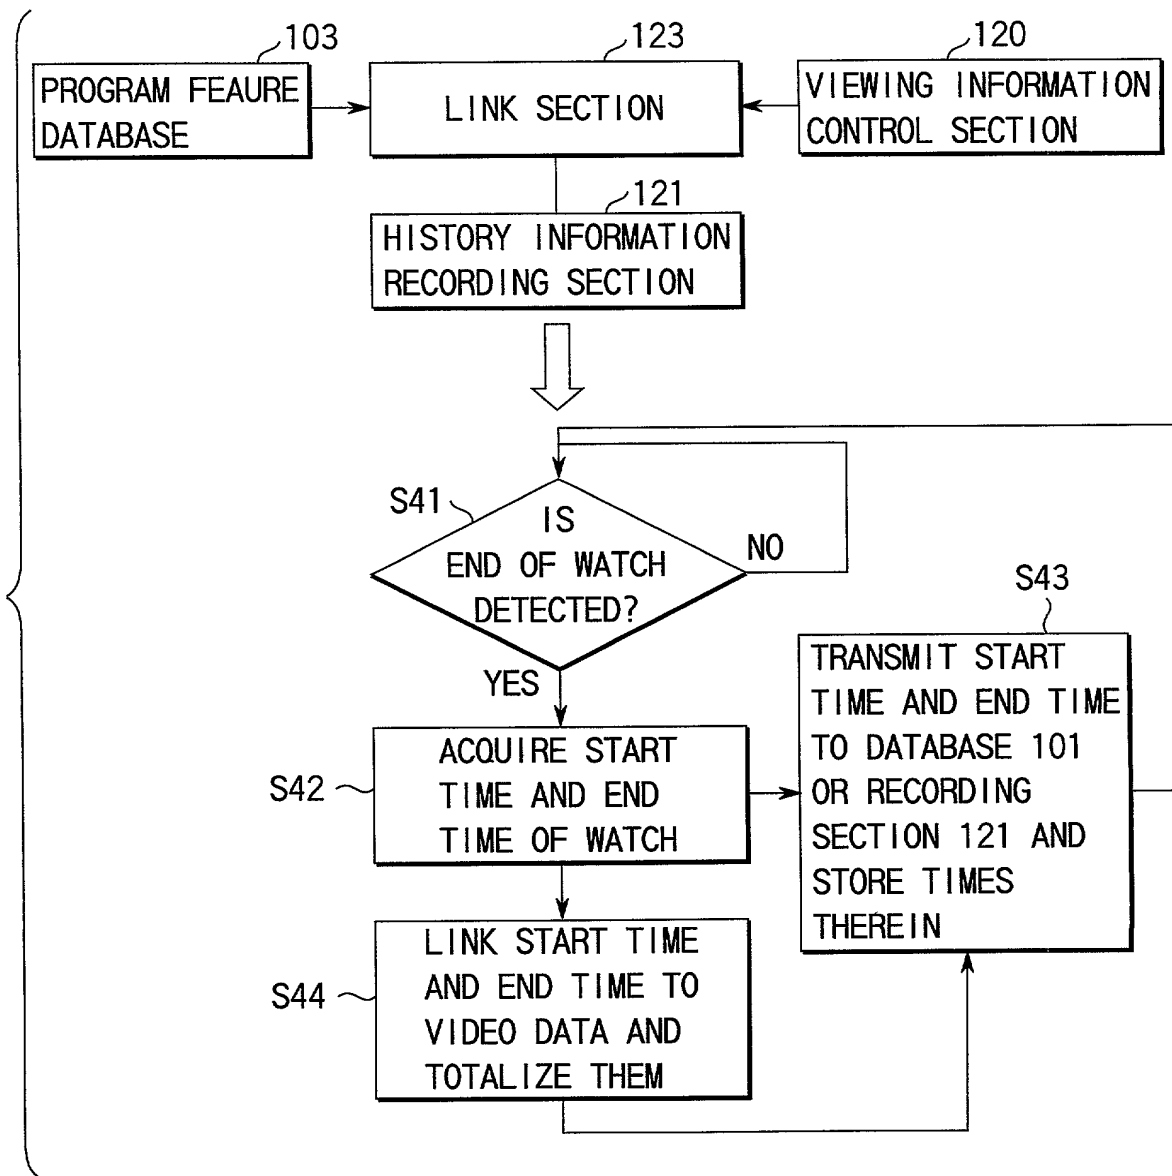 103
PROGRAM FEAURE
DATABASE
123
LINK SECTION
120
VIEWING INFORMATION
CONTROL SECTION
121
HISTORY INFORMATION
RECORDING SECTION
S41
IS
END OF WATCH
DETECTED?
NO
YES
S42
ACQUIRE START
TIME AND END
TIME OF WATCH
S43
TRANSMIT START
TIME AND END TIME
TO DATABASE 101
OR RECORDING
SECTION 121 AND
STORE TIMES
THEREIN
S44
LINK START TIME
AND END TIME TO
VIDEO DATA AND
TOTALIZE THEM